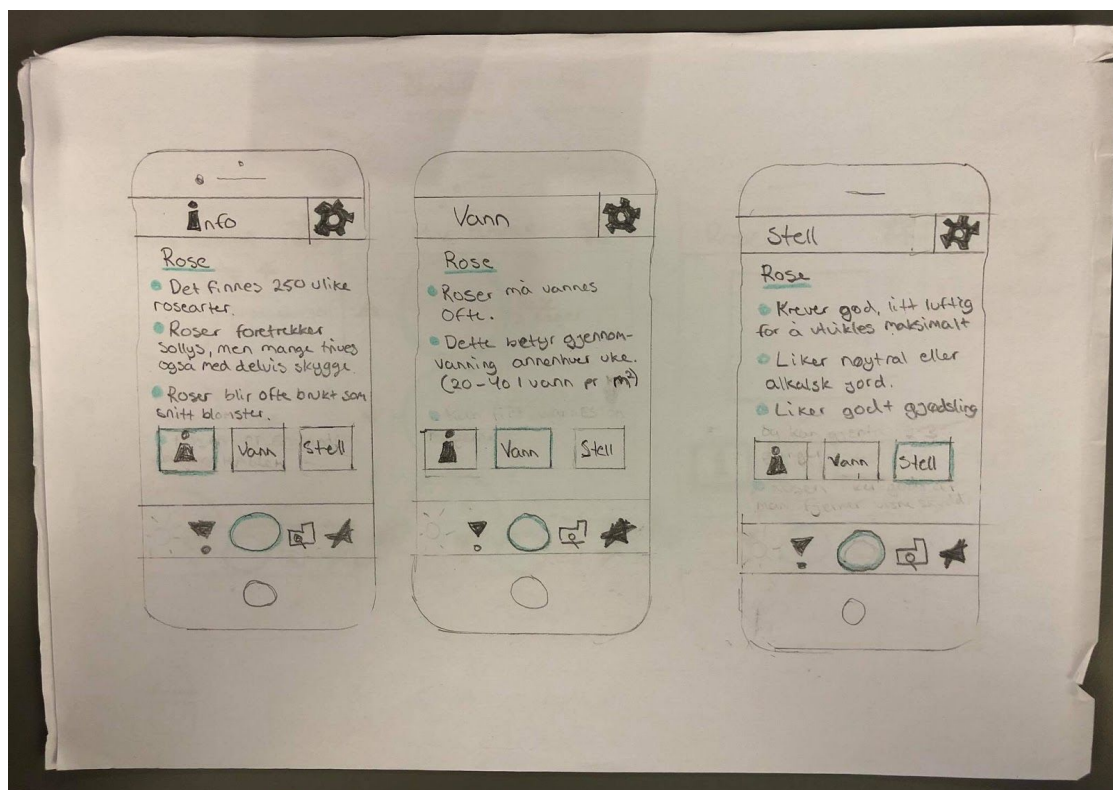 Info
Rose
Det finnes 250 ulike
rosearter.
Roser foretrekker
sollys, men mange trives
også med delvis skygge.
Roser blir ofte brukt som
snitt blomster.
Vann
Stell
Vann
Rose
Roser må vannes
ofte.
Dette betyr gjennom-
vanning annenhver uke.
(20-40 l vann pr m²)
Vann
Stell
Stell
Rose
Krever god, litt luftig
for å utvikles maksimalt
Liker nøytral eller
alkalsk jord.
Liker godt gjødsling
Vann
Stell